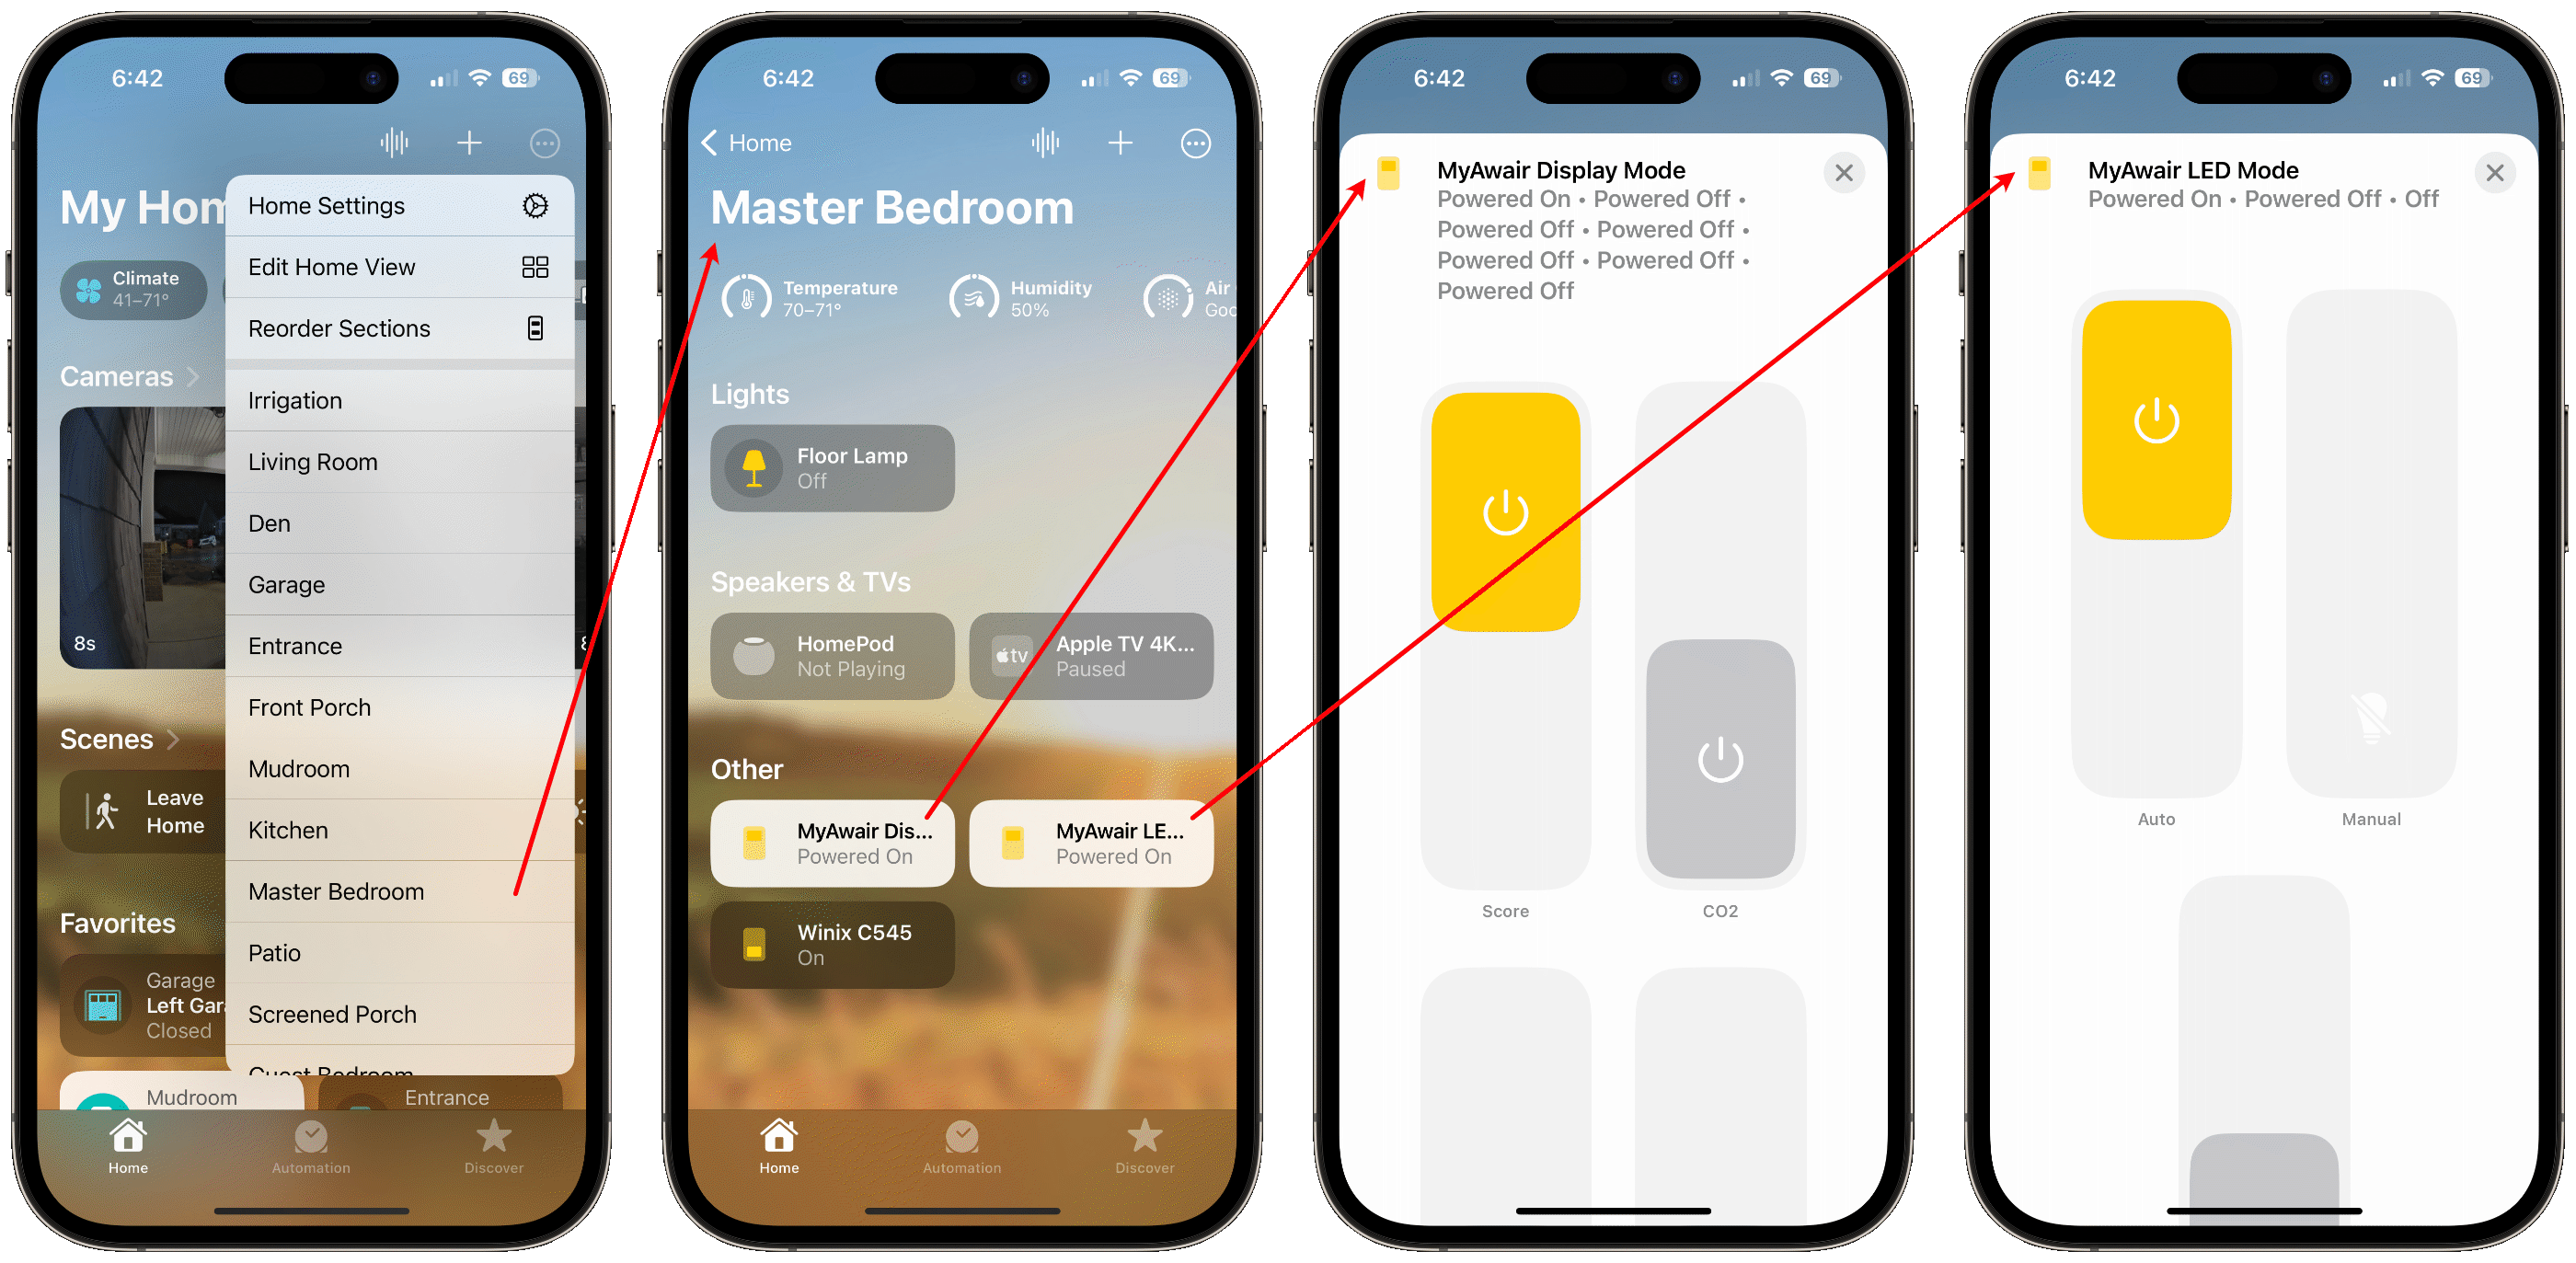 6:42
69
My Hom
Home Settings
Edit Home View
Reorder Sections
Irrigation
Living Room
Den
Garage
Entrance
Front Porch
Mudroom
Kitchen
Master Bedroom
Patio
Screened Porch
Guest Bedroom
Climate
41–71°
Cameras
8s
Scenes
Leave
Home
Favorites
Garage
Left Gar
Closed
Mudroom
Entrance
Home
Automation
Discover
6:42
69
Home
Master Bedroom
Temperature
70–71°
Humidity
50%
Air
Goo
Lights
Floor Lamp
Off
Speakers & TVs
HomePod
Not Playing
tv
Apple TV 4K...
Paused
Other
MyAwair Dis...
Powered On
MyAwair LE...
Powered On
Winix C545
On
Home
Automation
Discover
6:42
69
MyAwair Display Mode
Powered On • Powered Off •
Powered Off • Powered Off •
Powered Off • Powered Off •
Powered Off
Score
CO2
6:42
69
MyAwair LED Mode
Powered On • Powered Off • Off
Auto
Manual